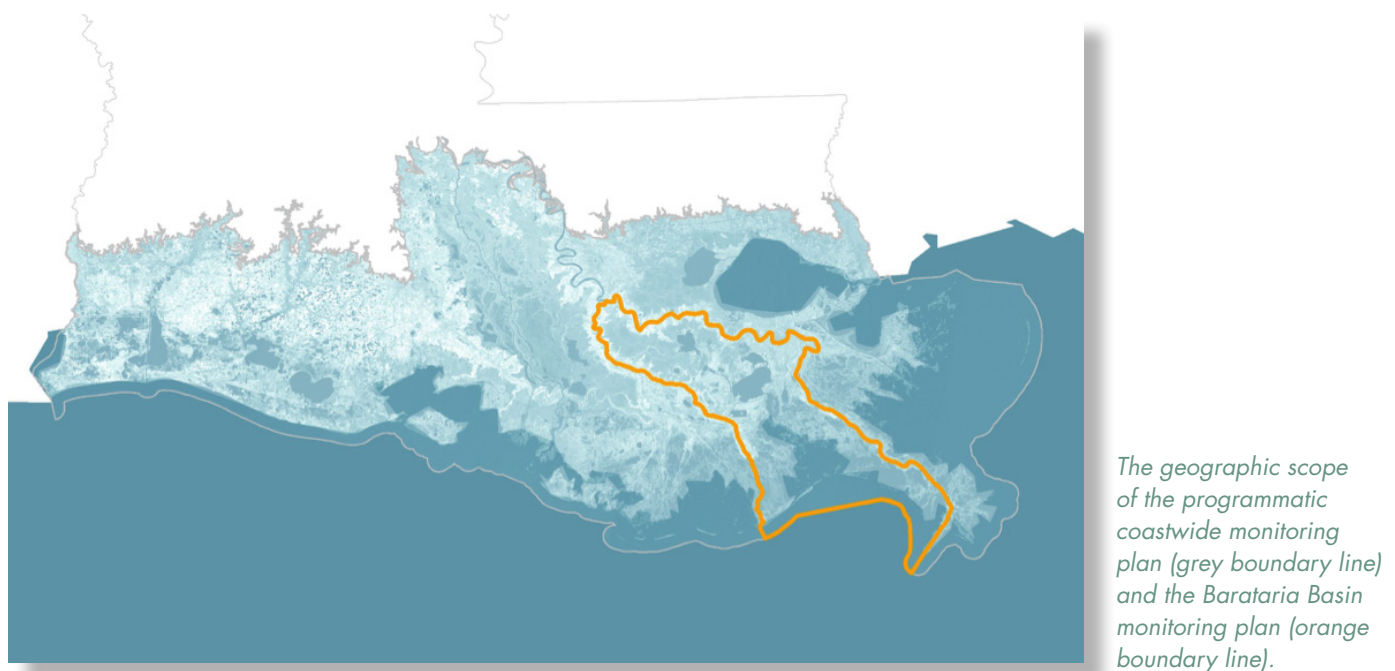 The geographic scope
of the programmatic
coastwide monitoring
plan (grey boundary line)
and the Barataria Basin
monitoring plan (orange
boundary line).